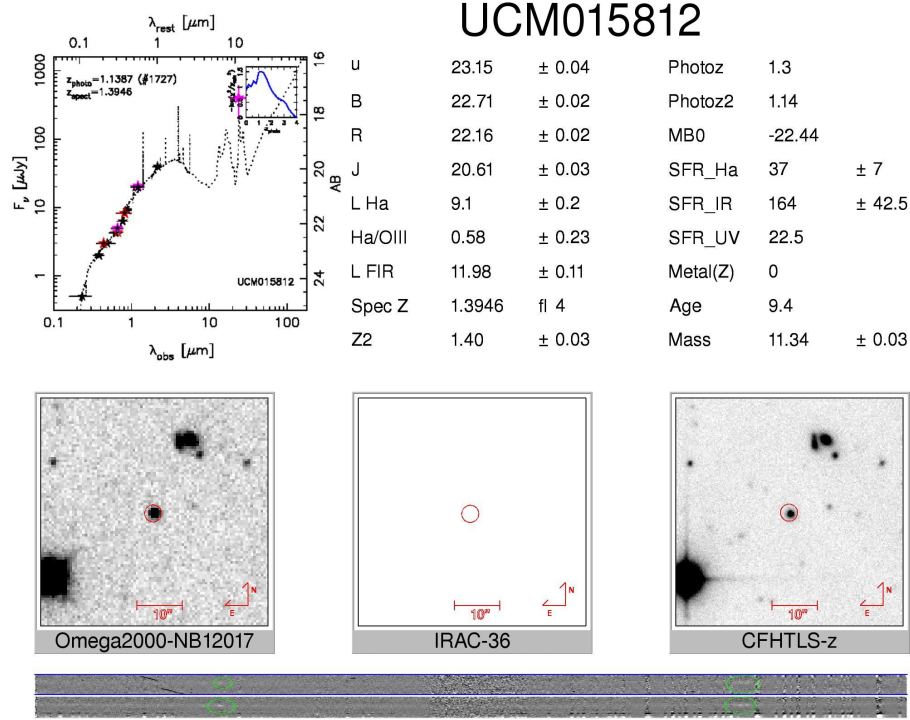 UCM015812
λrest [μm]
0.1 1 10
zphoto=1.1387 (#1727)
zspect=1.3946
1000
100
10
1
Fν [μJy]
16
18
20
22
24
AB
0 1 2 3 4
UCM015812
0.1 1 10 100
λobs [μm]
u 23.15 ± 0.04 Photoz 1.3
B 22.71 ± 0.02 Photoz2 1.14
R 22.16 ± 0.02 MB0 -22.44
J 20.61 ± 0.03 SFR_Ha 37 ± 7
L Ha 9.1 ± 0.2 SFR_IR 164 ± 42.5
Ha/OIII 0.58 ± 0.23 SFR_UV 22.5
L FIR 11.98 ± 0.11 Metal(Z) 0
Spec Z 1.3946 fl 4 Age 9.4
Z2 1.40 ± 0.03 Mass 11.34 ± 0.03
10" E N
10" E N
10" E N
Omega2000-NB12017
IRAC-36
CFHTLS-z